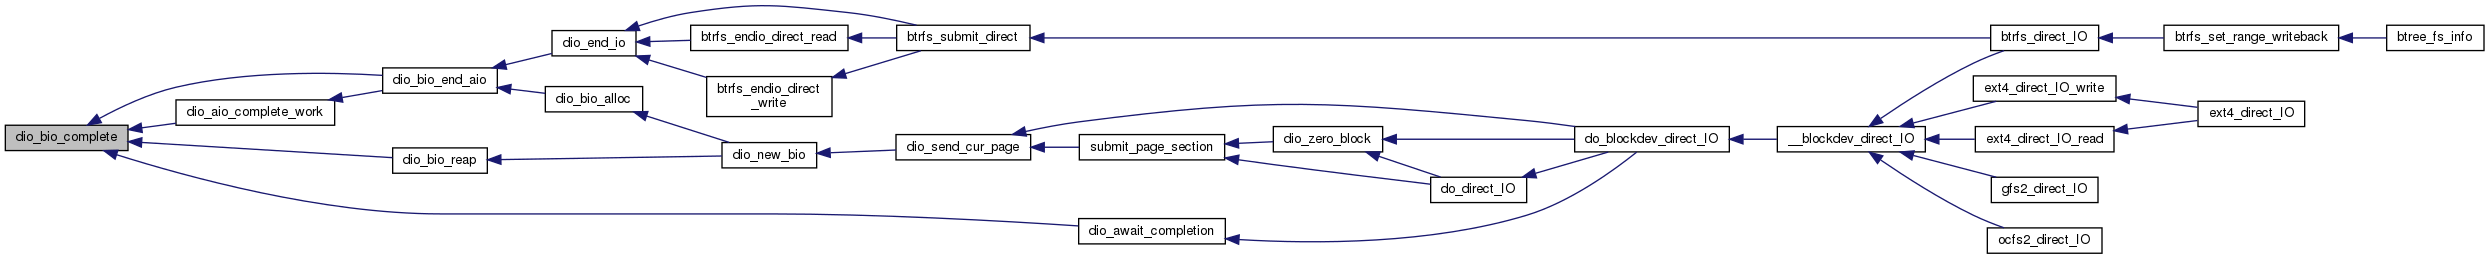 dio_bio_complete
dio_bio_end_aio
dio_aio_complete_work
dio_bio_reap
dio_end_io
dio_bio_alloc
btrfs_endio_direct_read
btrfs_endio_direct
_write
dio_new_bio
btrfs_submit_direct
dio_send_cur_page
submit_page_section
dio_await_completion
dio_zero_block
do_direct_IO
do_blockdev_direct_IO
__blockdev_direct_IO
btrfs_direct_IO
ext4_direct_IO_write
ext4_direct_IO_read
gfs2_direct_IO
ocfs2_direct_IO
btrfs_set_range_writeback
ext4_direct_IO
btree_fs_info